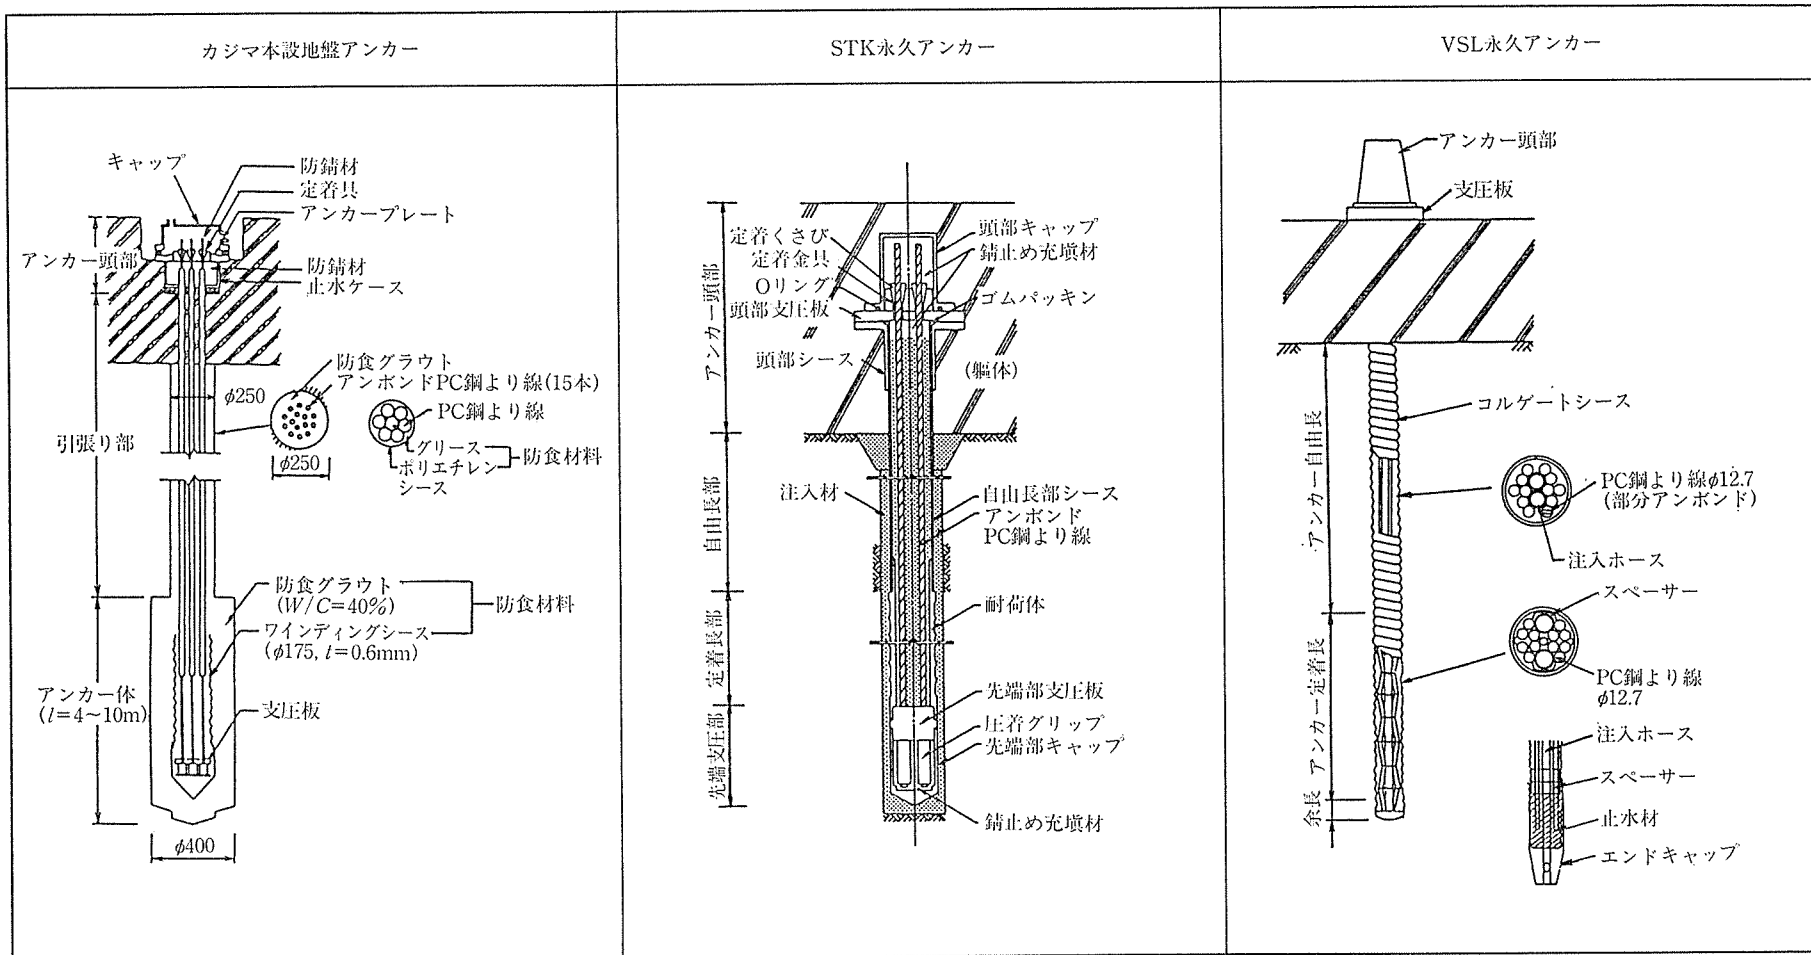 カジマ本設地盤アンカー
キャップ
防錆材
定着具
アンカープレート
アンカー頭部
防錆材
止水ケース
防食グラウト
アンボンドPC鋼より線(15本)
φ250
PC鋼より線
引張り部
グリース
ポリエチレン
シース
防食材料
φ250
防食グラウト
(W/C=40%)
防食材料
ワインディングシース
(φ175, t=0.6mm)
アンカー体
(l=4～10m)
支圧板
φ400
STK永久アンカー
定着くさび
定着金具
Oリング
頭部支圧板
頭部キャップ
錆止め充塡材
ゴムパッキン
アンカー頭部
頭部シース
(軀体)
注入材
自由長部シース
アンボンド
PC鋼より線
自由長部
耐荷体
定着長部
先端部支圧板
圧着グリップ
先端部キャップ
先端支圧部
錆止め充塡材
VSL永久アンカー
アンカー頭部
支圧板
コルゲートシース
アンカー自由長
PC鋼より線φ12.7
(部分アンボンド)
注入ホース
スペーサー
アンカー定着長
PC鋼より線
φ12.7
注入ホース
スペーサー
余長
止水材
エンドキャップ